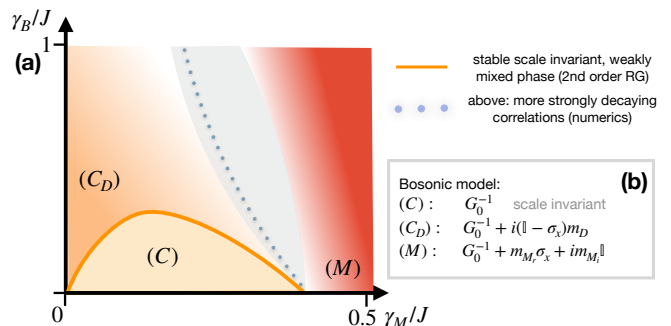 γ_B/J
1
(a)
(C_D)
(C)
(M)
0
0.5
γ_M/J
stable scale invariant, weakly
mixed phase (2nd order RG)
above: more strongly decaying
correlations (numerics)
(b)
Bosonic model:
(C) : G_0^{-1} scale invariant
(C_D) : G_0^{-1} + i(𝕀 − σ_x)m_D
(M) : G_0^{-1} + m_{M_r}σ_x + im_{M_i}𝕀